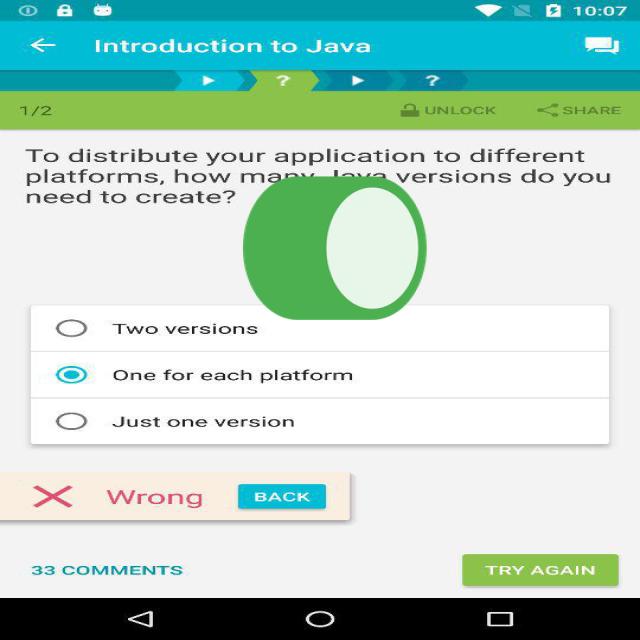 10:07
Introduction to Java
? ?
1/2 UNLOCK SHARE
To distribute your application to different
platforms, how many Java versions do you
need to create?
Two versions
One for each platform
Just one version
Wrong BACK
33 COMMENTS TRY AGAIN